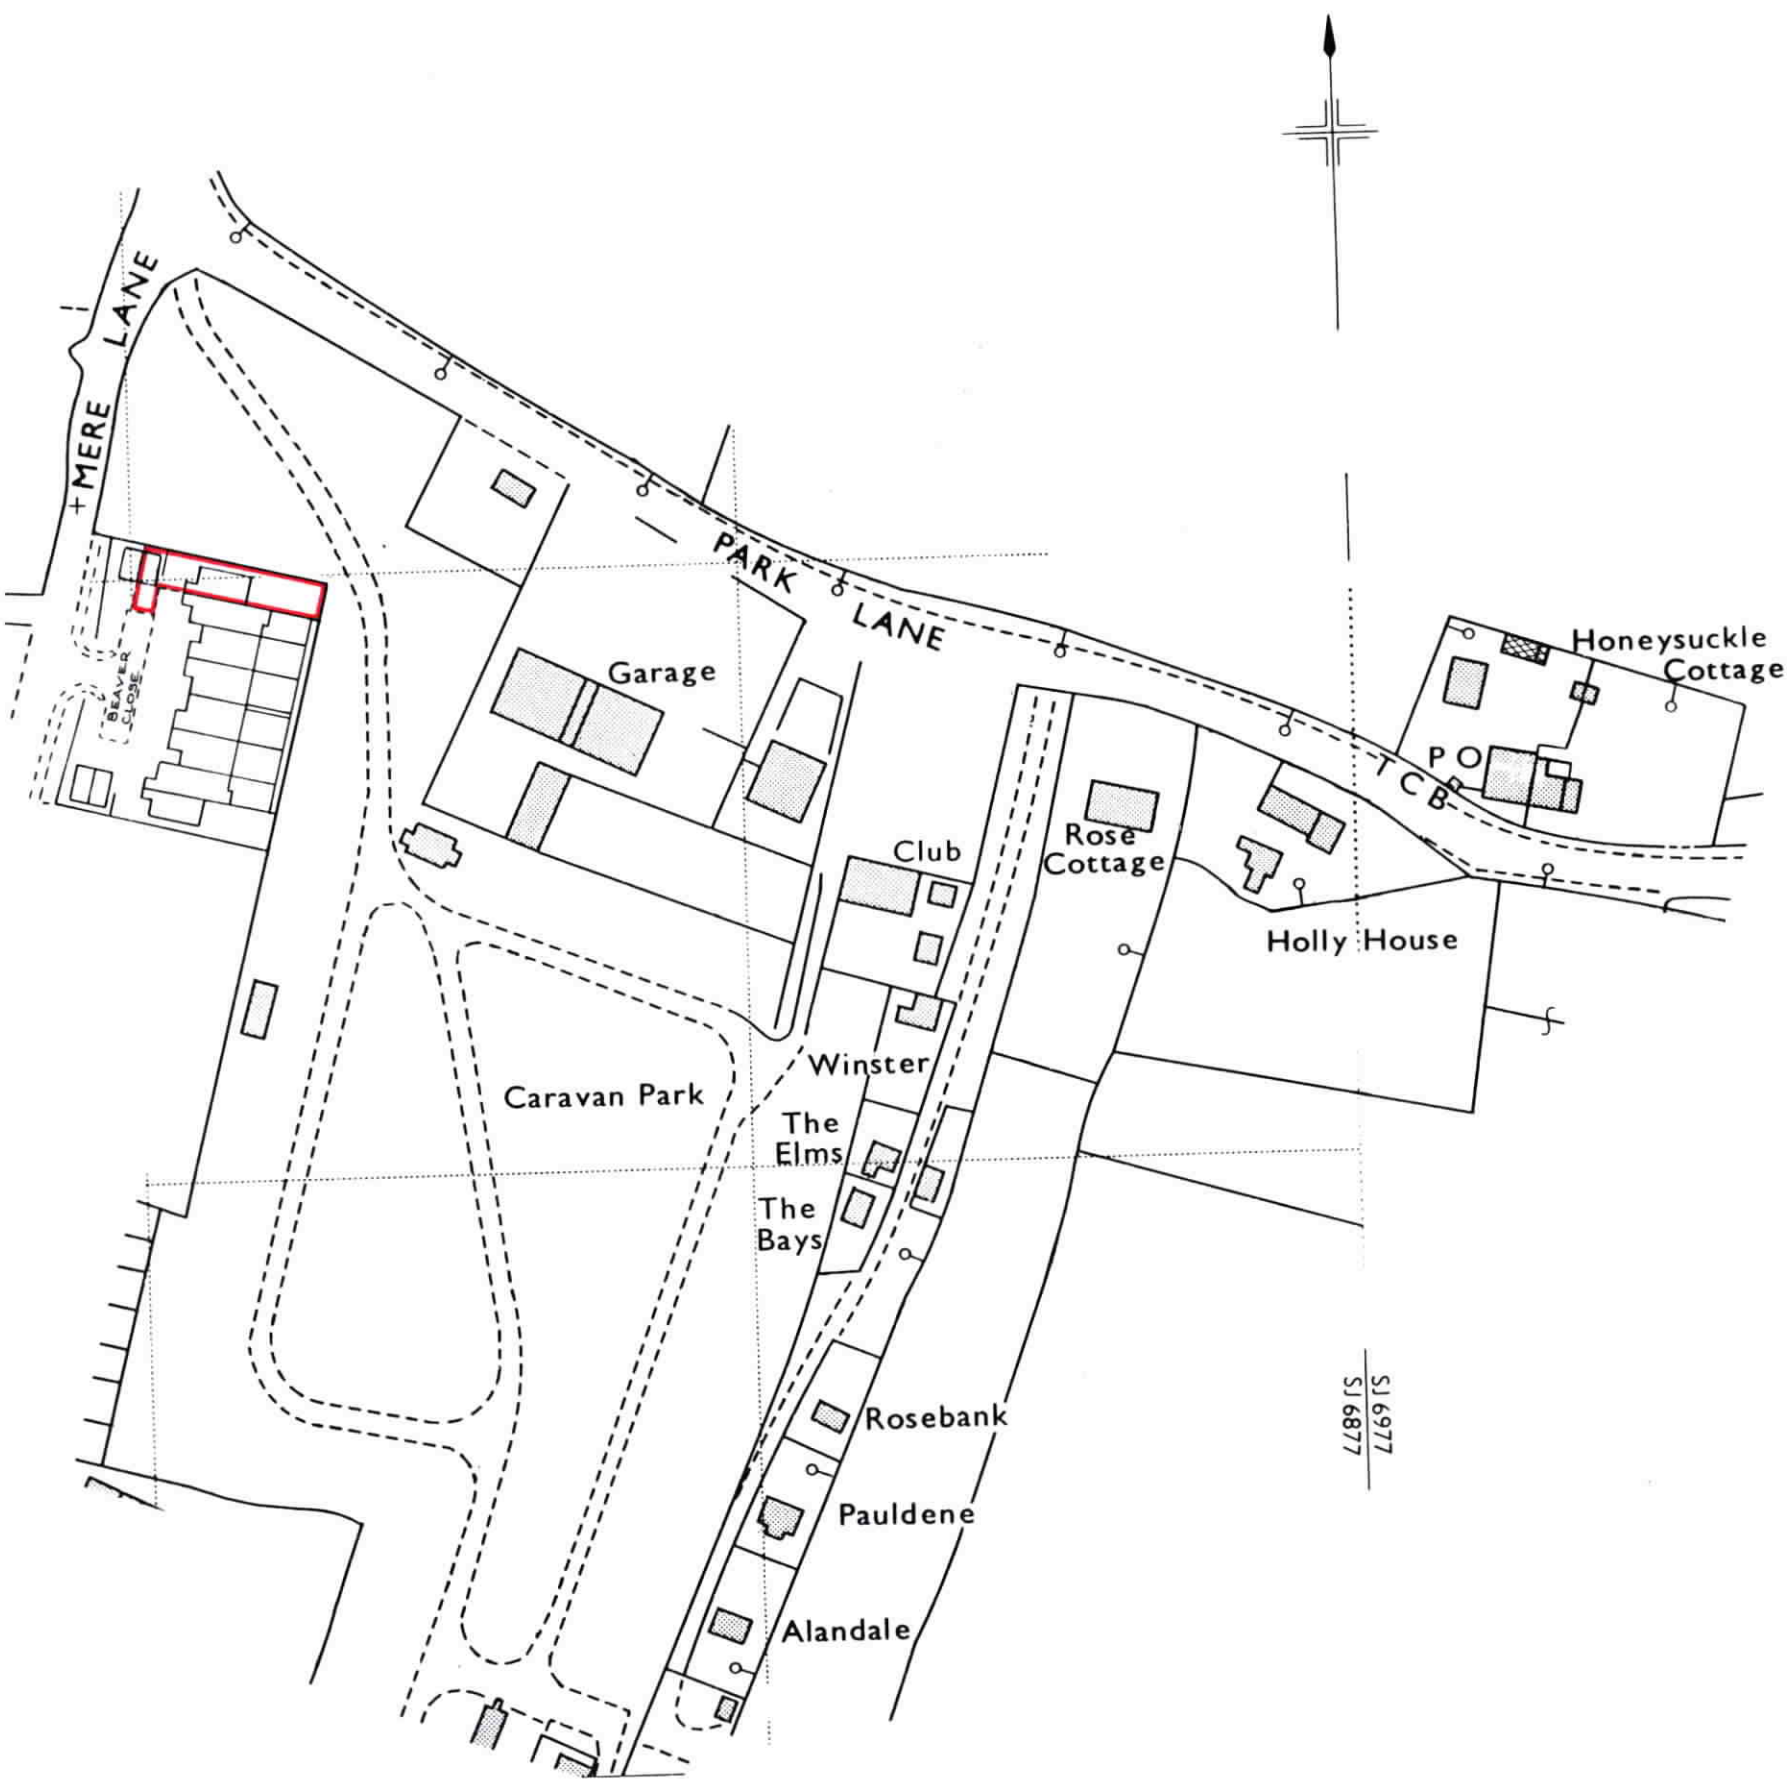 MERE LANE
PARK LANE
Garage
Honeysuckle
Cottage
P O
T C B
BEAVER
CLOSE
Club
Rose
Cottage
Holly House
Winster
Caravan Park
The
Elms
The
Bays
SJ 6977
SJ 6877
Rosebank
Pauldene
Alandale